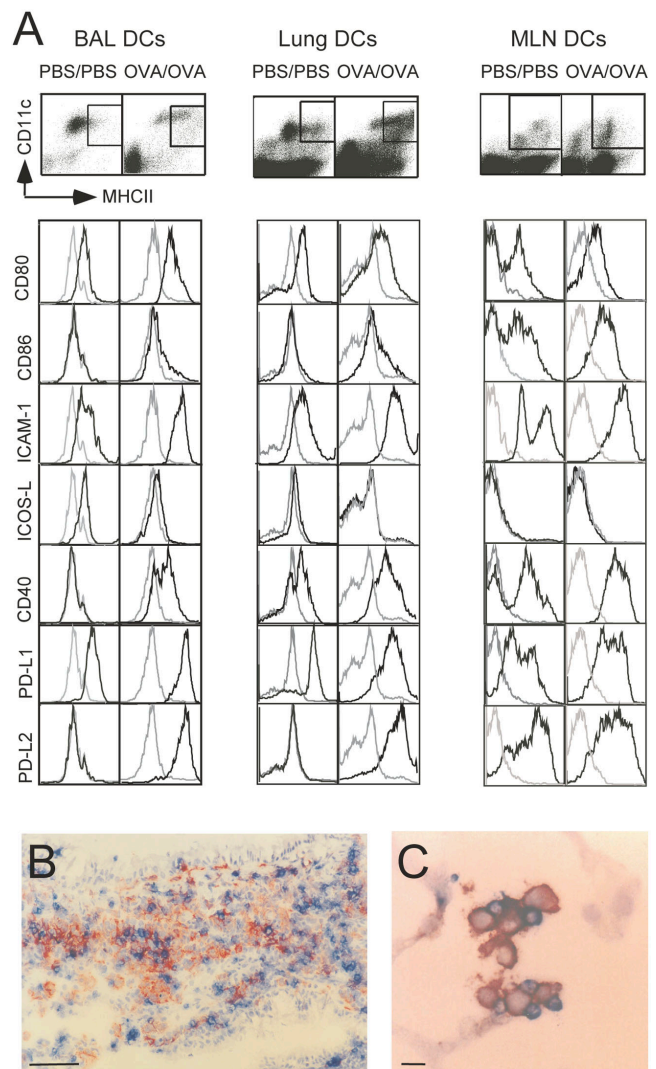 A
BAL DCs Lung DCs MLN DCs
PBS/PBS OVA/OVA PBS/PBS OVA/OVA PBS/PBS OVA/OVA
CD11c
MHCII
CD80
CD86
ICAM-1
ICOS-L
CD40
PD-L1
PD-L2
B
C